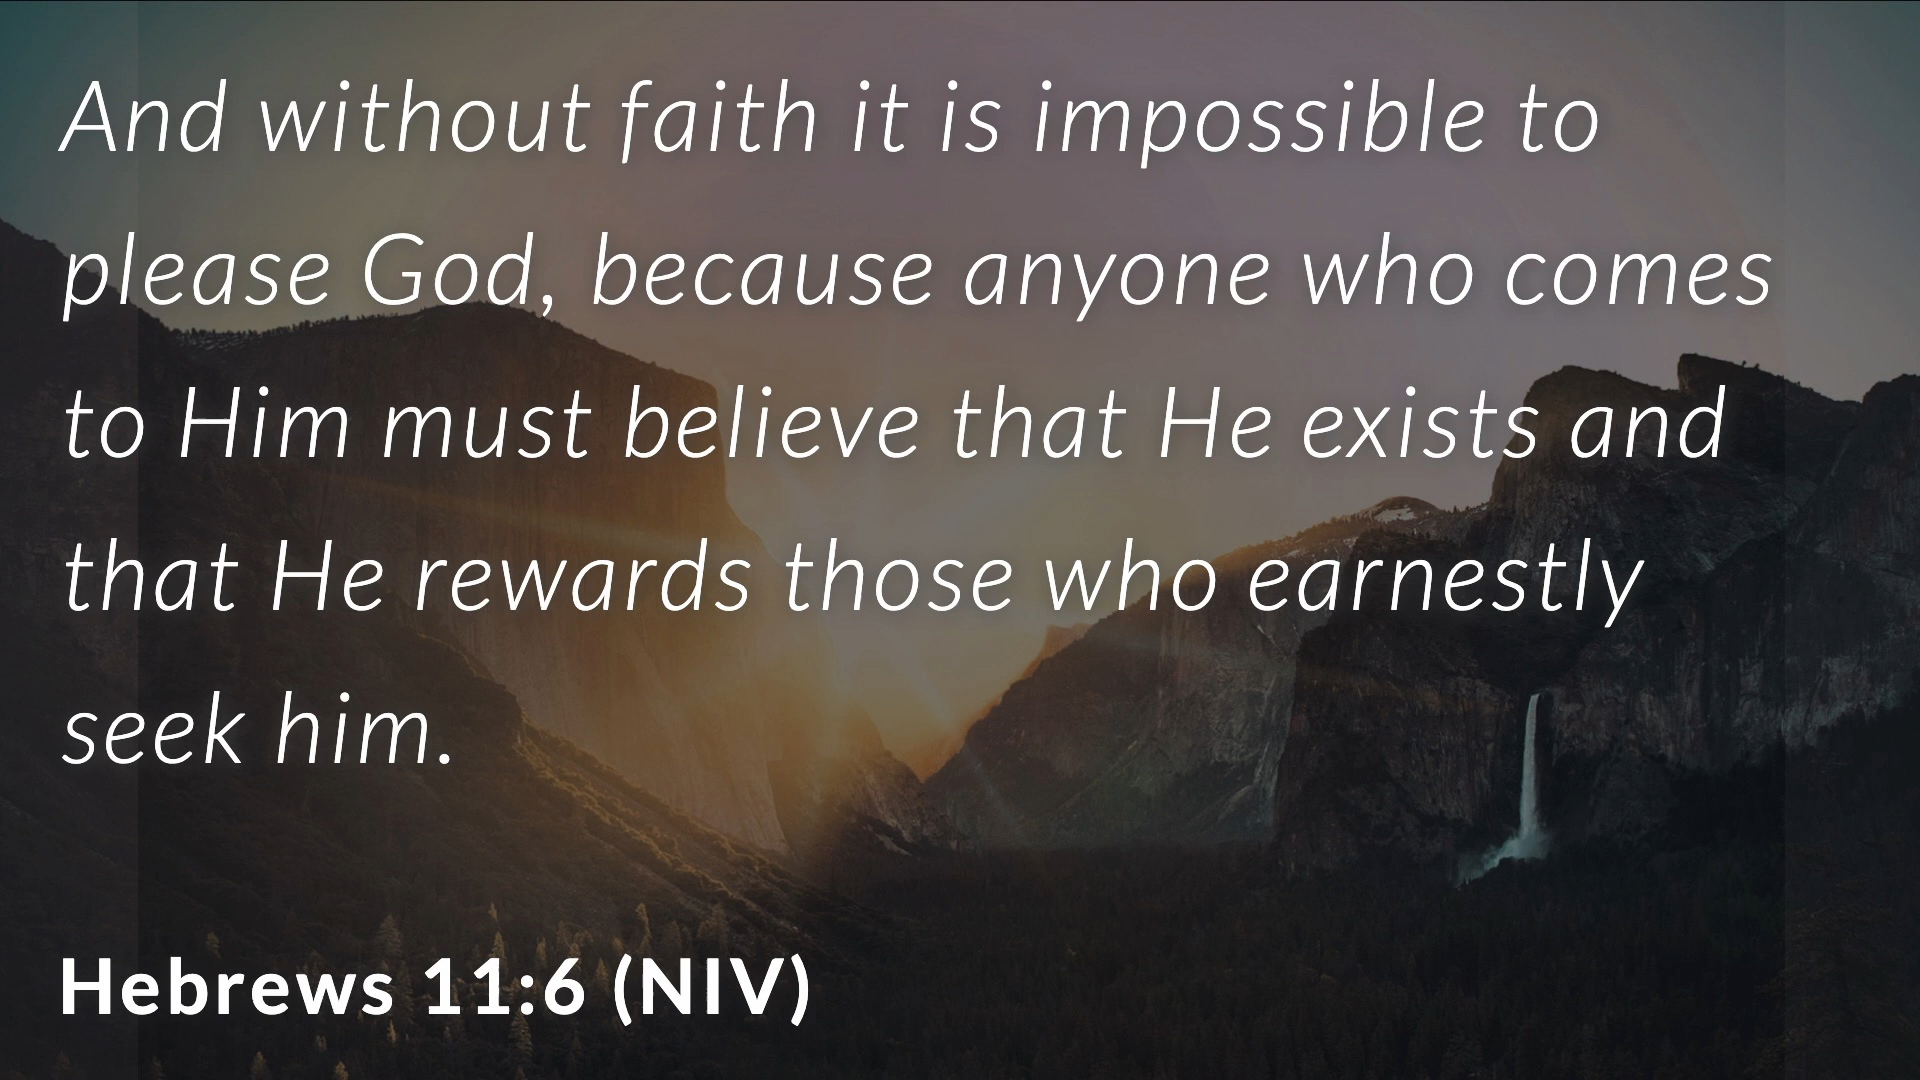 And without faith it is impossible to
please God, because anyone who comes
to Him must believe that He exists and
that He rewards those who earnestly
seek him.
Hebrews 11:6 (NIV)